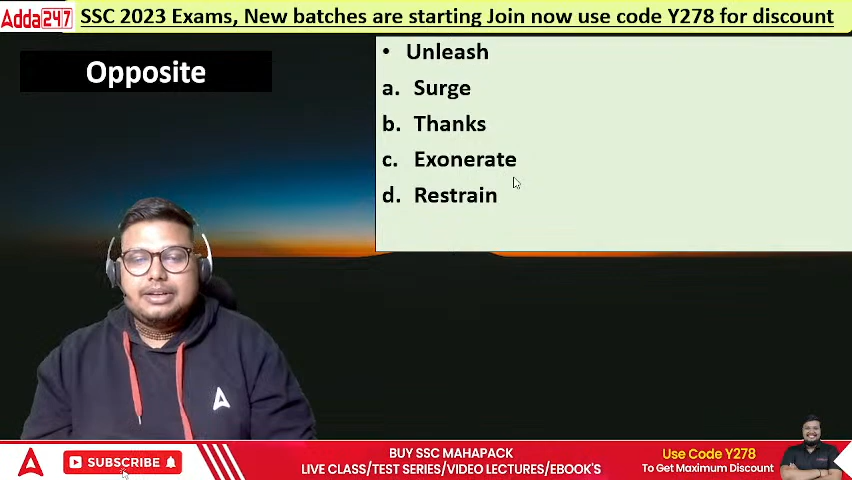 Adda247
SSC 2023 Exams, New batches are starting Join now use code Y278 for discount
Opposite
• Unleash
a. Surge
b. Thanks
c. Exonerate
d. Restrain
SUBSCRIBE
BUY SSC MAHAPACK
LIVE CLASS/TEST SERIES/VIDEO LECTURES/EBOOK'S
Use Code Y278
To Get Maximum Discount